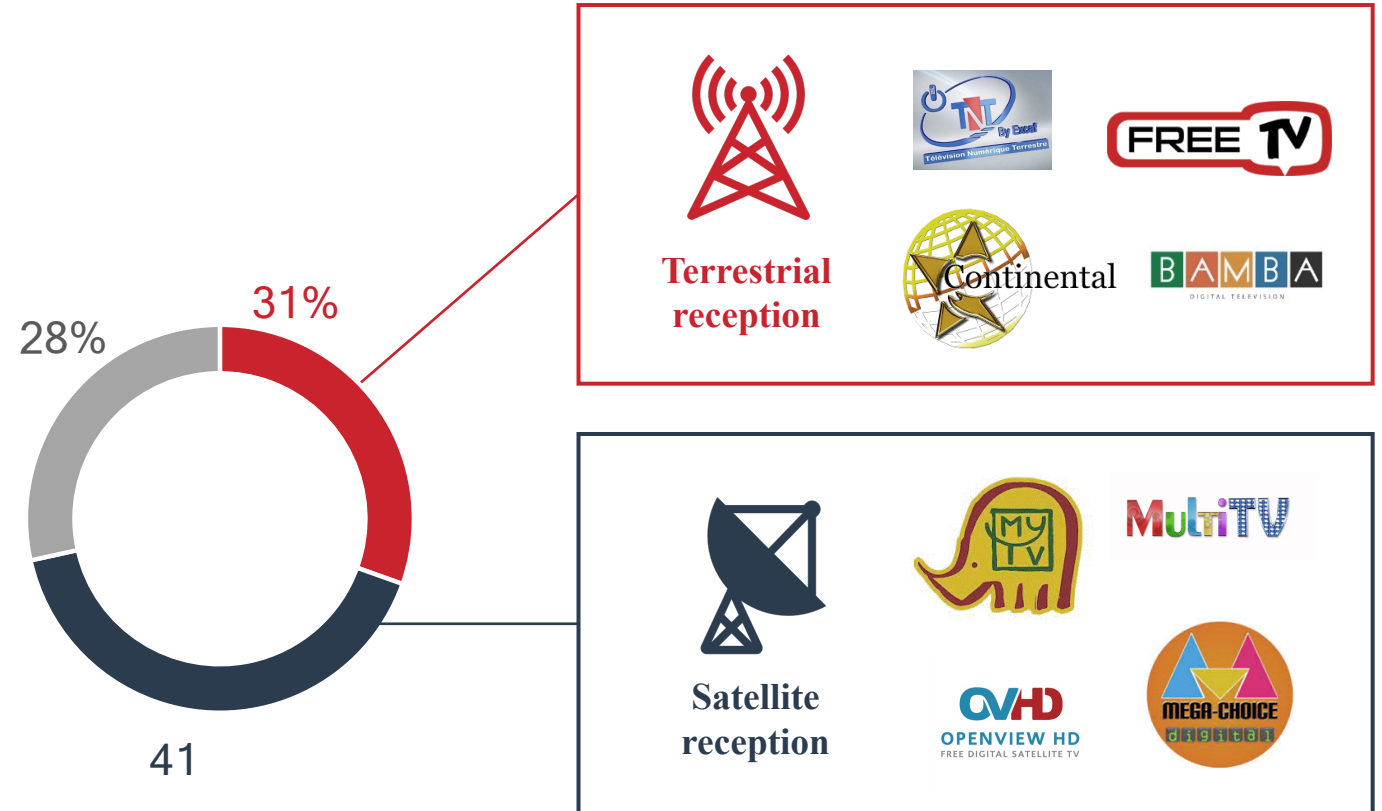 31%
28%
41
Terrestrial
reception
TNT
By Excaf
Télévision Numérique Terrestre
FREE TV
Continental
BAMBA
DIGITAL TELEVISION
Satellite
reception
MY
TV
MulTiTV
OVHD
OPENVIEW HD
FREE DIGITAL SATELLITE TV
MEGA-CHOICE
digital